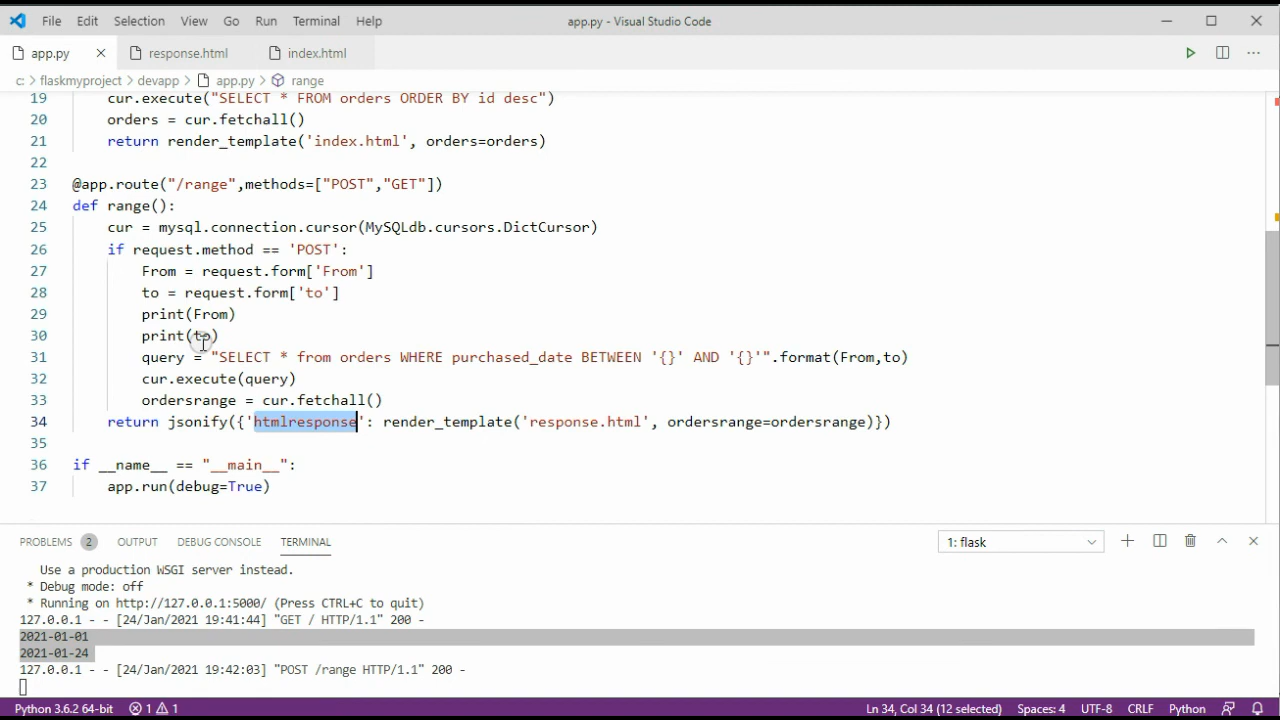 File Edit Selection View Go Run Terminal Help app.py - Visual Studio Code
app.py response.html index.html
c: > flaskmyproject > devapp > app.py > range
19 cur.execute("SELECT * FROM orders ORDER BY id desc")
20 orders = cur.fetchall()
21 return render_template('index.html', orders=orders)
22
23 @app.route("/range",methods=["POST","GET"])
24 def range():
25 cur = mysql.connection.cursor(MySQLdb.cursors.DictCursor)
26 if request.method == 'POST':
27 From = request.form['From']
28 to = request.form['to']
29 print(From)
30 print(to)
31 query = "SELECT * from orders WHERE purchased_date BETWEEN '{}' AND '{}'".format(From,to)
32 cur.execute(query)
33 ordersrange = cur.fetchall()
34 return jsonify({'htmlresponse': render_template('response.html', ordersrange=ordersrange)})
35
36 if __name__ == "__main__":
37 app.run(debug=True)
PROBLEMS 2 OUTPUT DEBUG CONSOLE TERMINAL 1: flask
Use a production WSGI server instead.
* Debug mode: off
* Running on http://127.0.0.1:5000/ (Press CTRL+C to quit)
127.0.0.1 - - [24/Jan/2021 19:41:44] "GET / HTTP/1.1" 200 -
2021-01-01
2021-01-24
127.0.0.1 - - [24/Jan/2021 19:42:03] "POST /range HTTP/1.1" 200 -
Python 3.6.2 64-bit 1 1 Ln 34, Col 34 (12 selected) Spaces: 4 UTF-8 CRLF Python